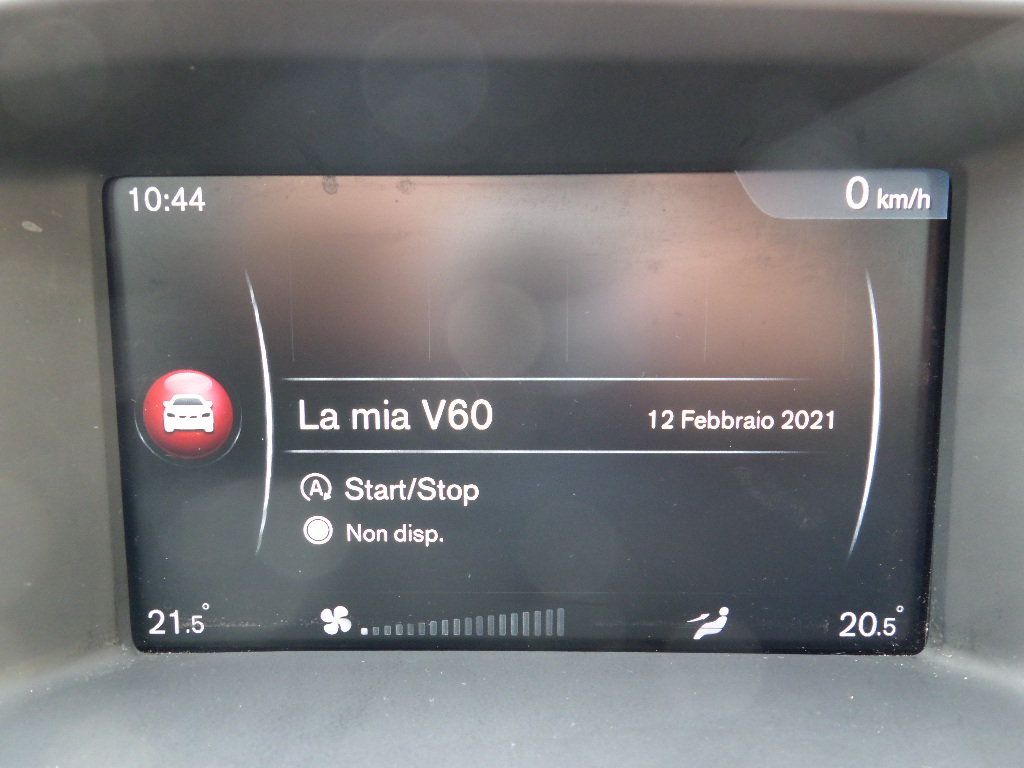 10:44
0 km/h
La mia V60
12 Febbraio 2021
A Start/Stop
Non disp.
21.5°
20.5°